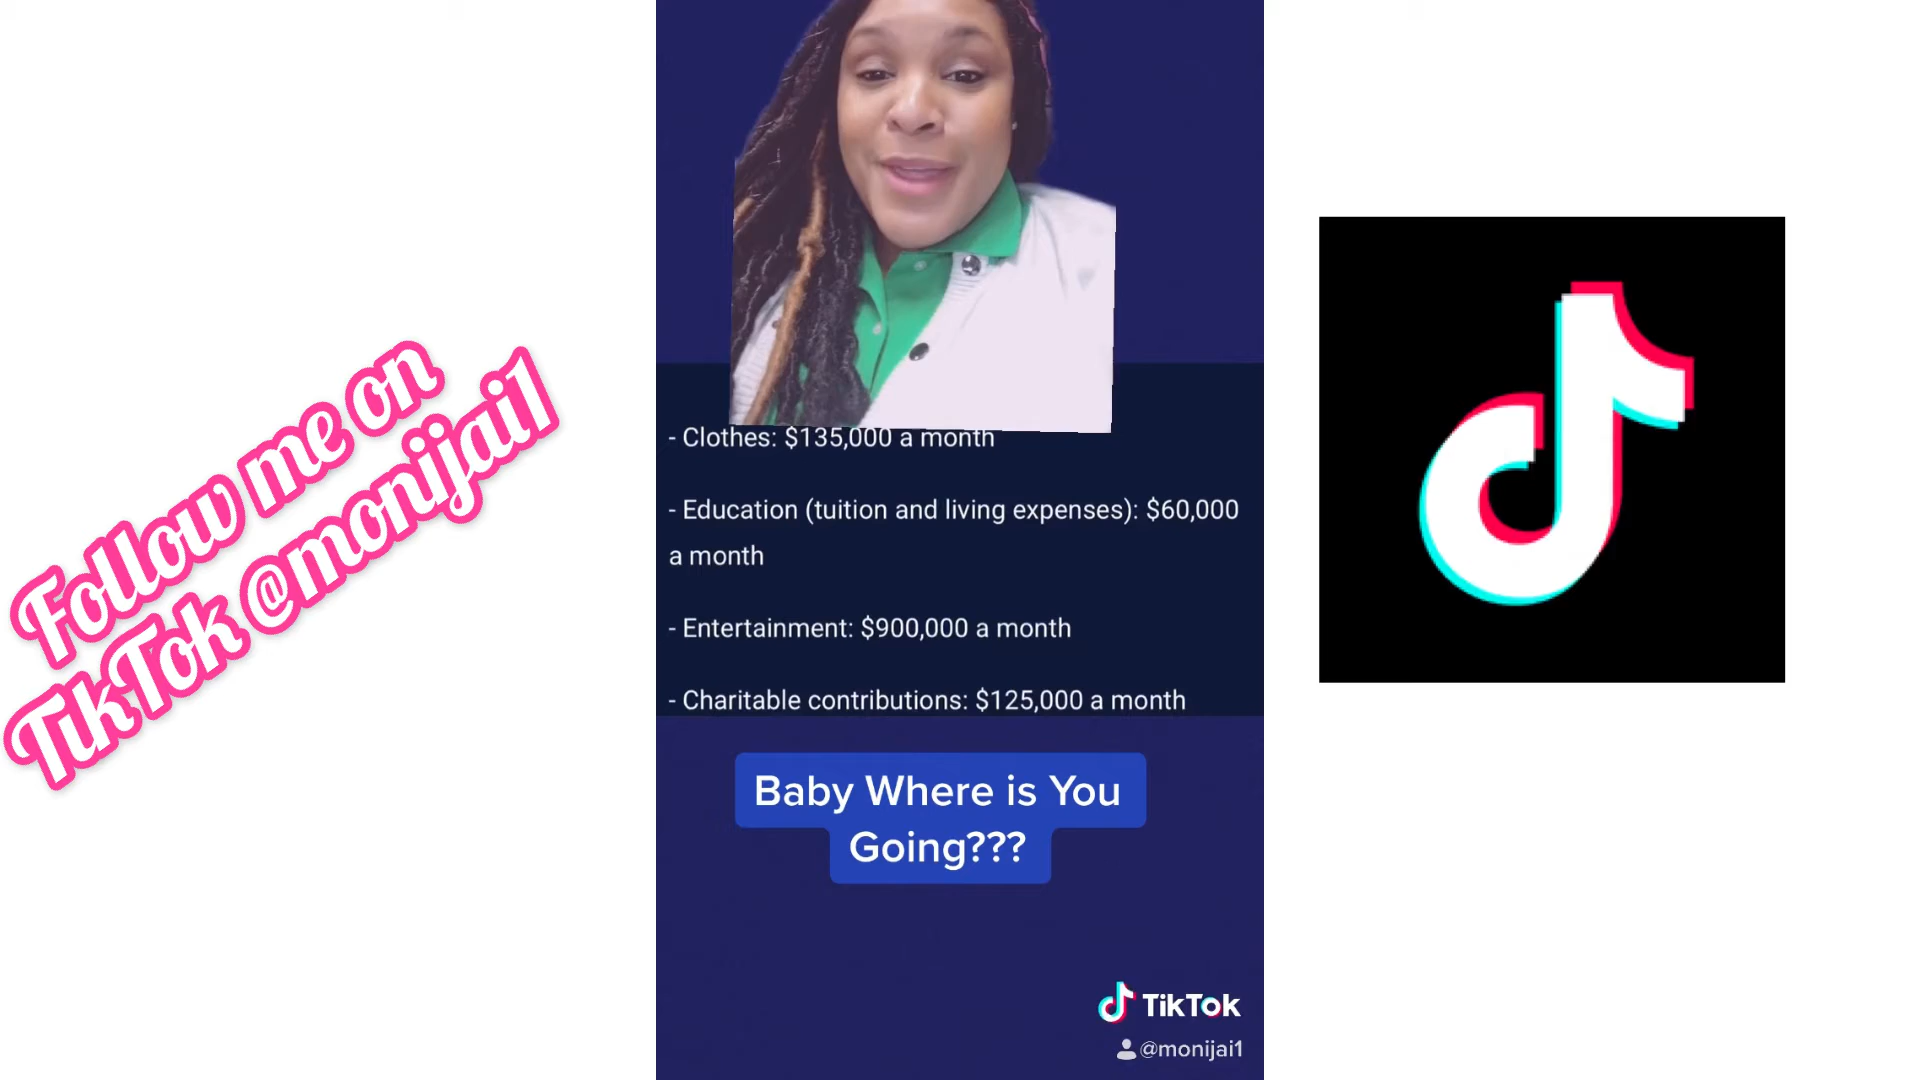 Follow me on
TikTok @monijai1
- Clothes: $135,000 a month
- Education (tuition and living expenses): $60,000
a month
- Entertainment: $900,000 a month
- Charitable contributions: $125,000 a month
Baby Where is You
Going???
TikTok
@monijai1